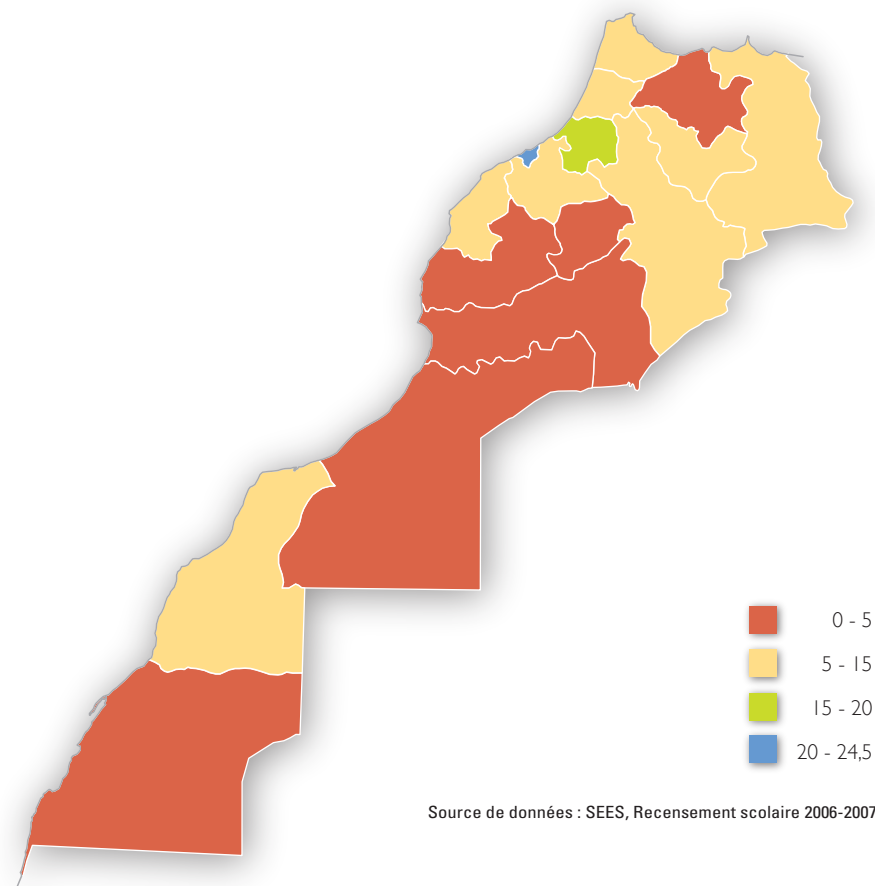 0 - 5
5 - 15
15 - 20
20 - 24,5
Source de données : SEES, Recensement scolaire 2006-2007